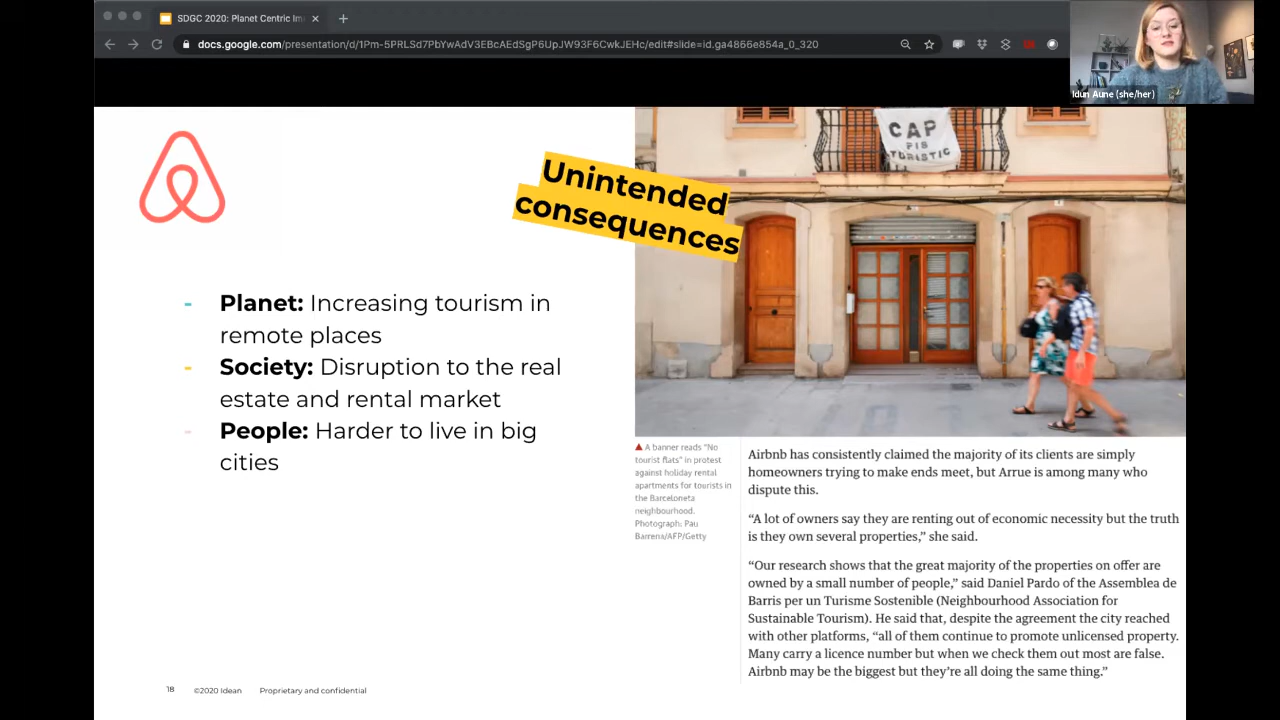 SDGC 2020: Planet Centric Im
docs.google.com/presentation/d/1Pm-5PRLSd7PbYwAdV3EBcAEdSgP6UpJW93F6CwkJEHc/edit#slide=id.ga4866e854a_0_320
Idun Aune (she/her)
CAP
PIS
TURISTIC
Unintended
consequences
- Planet: Increasing tourism in
remote places
- Society: Disruption to the real
estate and rental market
- People: Harder to live in big
cities
A banner reads "No
tourist flats" in protest
against holiday rental
apartments for tourists in
the Barceloneta
neighbourhood.
Photograph: Pau
Barrena/AFP/Getty
Airbnb has consistently claimed the majority of its clients are simply
homeowners trying to make ends meet, but Arrue is among many who
dispute this.
“A lot of owners say they are renting out of economic necessity but the truth
is they own several properties,” she said.
“Our research shows that the great majority of the properties on offer are
owned by a small number of people,” said Daniel Pardo of the Assemblea de
Barris per un Turisme Sostenible (Neighbourhood Association for
Sustainable Tourism). He said that, despite the agreement the city reached
with other platforms, “all of them continue to promote unlicensed property.
Many carry a licence number but when we check them out most are false.
Airbnb may be the biggest but they’re all doing the same thing.”
18 ©2020 Idean Proprietary and confidential